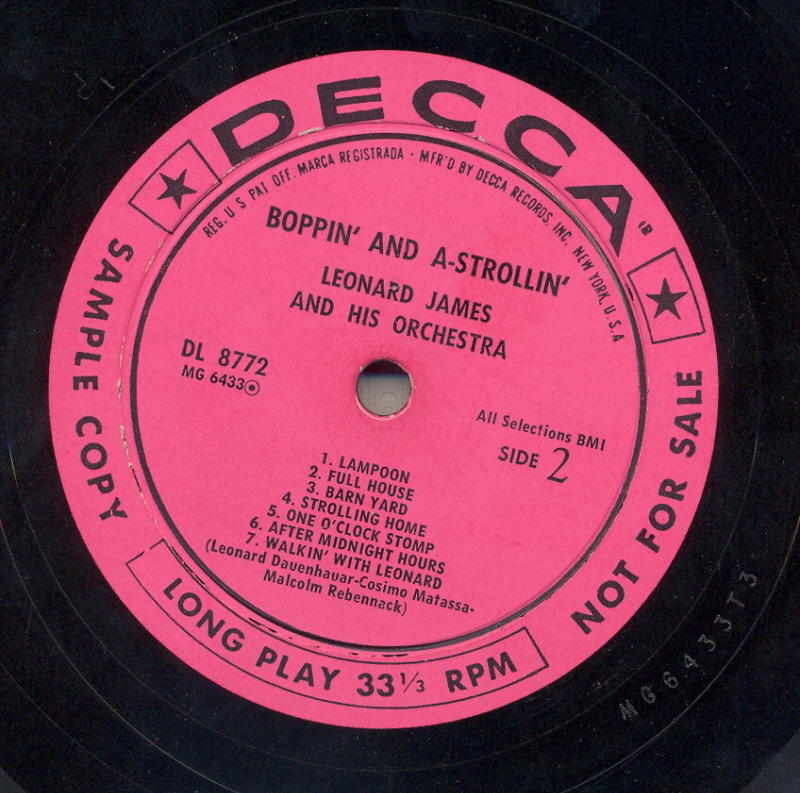 DECCA®
REG. U S PAT OFF. MARCA REGISTRADA · MFR'D BY DECCA RECORDS, INC. NEW YORK, U.S.A
BOPPIN' AND A-STROLLIN'
LEONARD JAMES
AND HIS ORCHESTRA
DL 8772
MG 6433
All Selections BMI
SIDE 2
1. LAMPOON
2. FULL HOUSE
3. BARN YARD
4. STROLLING HOME
5. ONE O'CLOCK STOMP
6. AFTER MIDNIGHT HOURS
7. WALKIN' WITH LEONARD
(Leonard Dauenhauar-Cosimo Matassa-
Malcolm Rebennack)
SAMPLE COPY
NOT FOR SALE
LONG PLAY 33⅓ RPM
MG6433T3